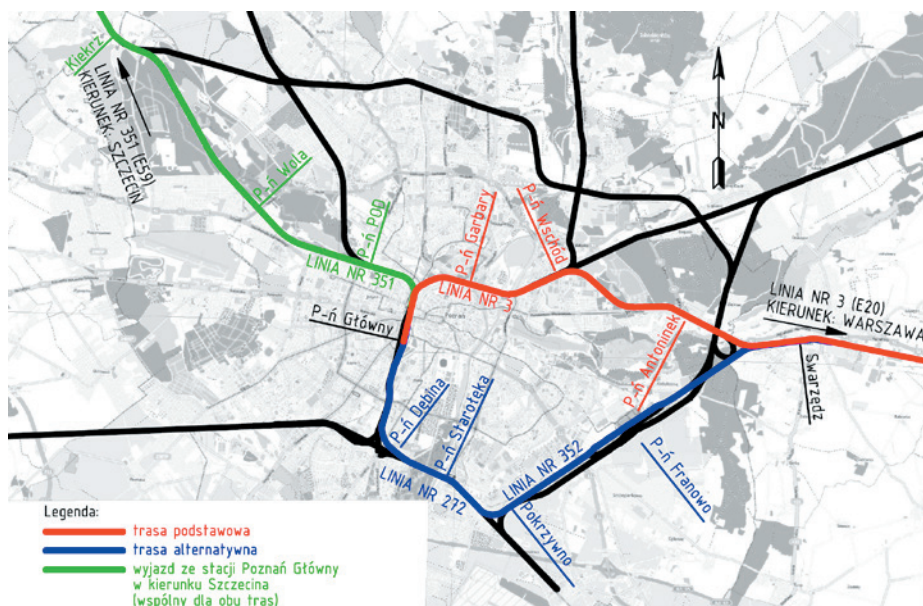 Kiekrz
LINIA NR 351 (E59)
KIERUNEK: SZCZECIN
P-ń Wola
P-ń POD
LINIA NR 351
P-ń Garbary
LINIA NR 3
P-ń Wschód
N
P-ń Główny
LINIA NR 3 (E20)
KIERUNEK: WARSZAWA
P-ń Antoninek
Swarzędz
P-ń Dębina
P-ń Starołęka
LINIA NR 272
LINIA NR 352
P-ń Franowo
Pokrzywno
Legenda:
trasa podstawowa
trasa alternatywna
wyjazd ze stacji Poznań Główny
w kierunku Szczecina
(wspólny dla obu tras)